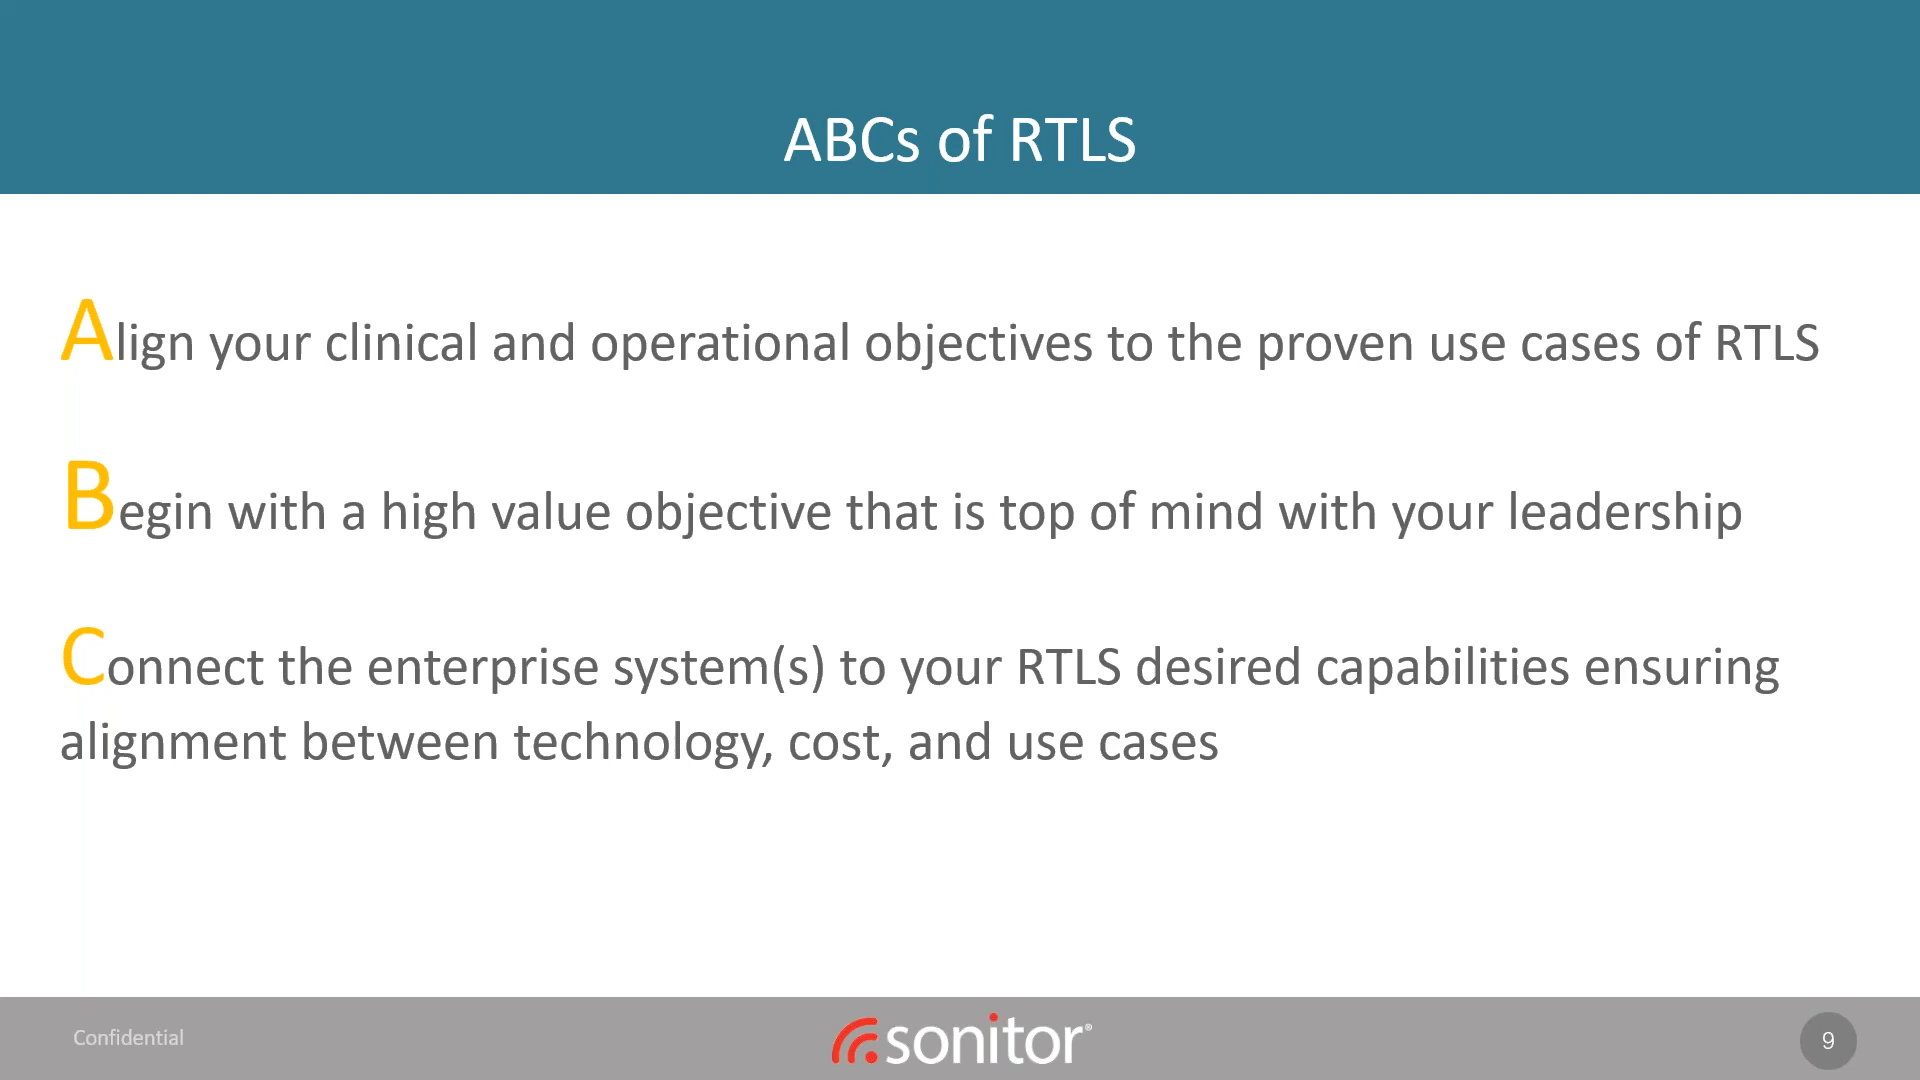 ABCs of RTLS
Align your clinical and operational objectives to the proven use cases of RTLS
Begin with a high value objective that is top of mind with your leadership
Connect the enterprise system(s) to your RTLS desired capabilities ensuring
alignment between technology, cost, and use cases
Confidential
sonitor®
9